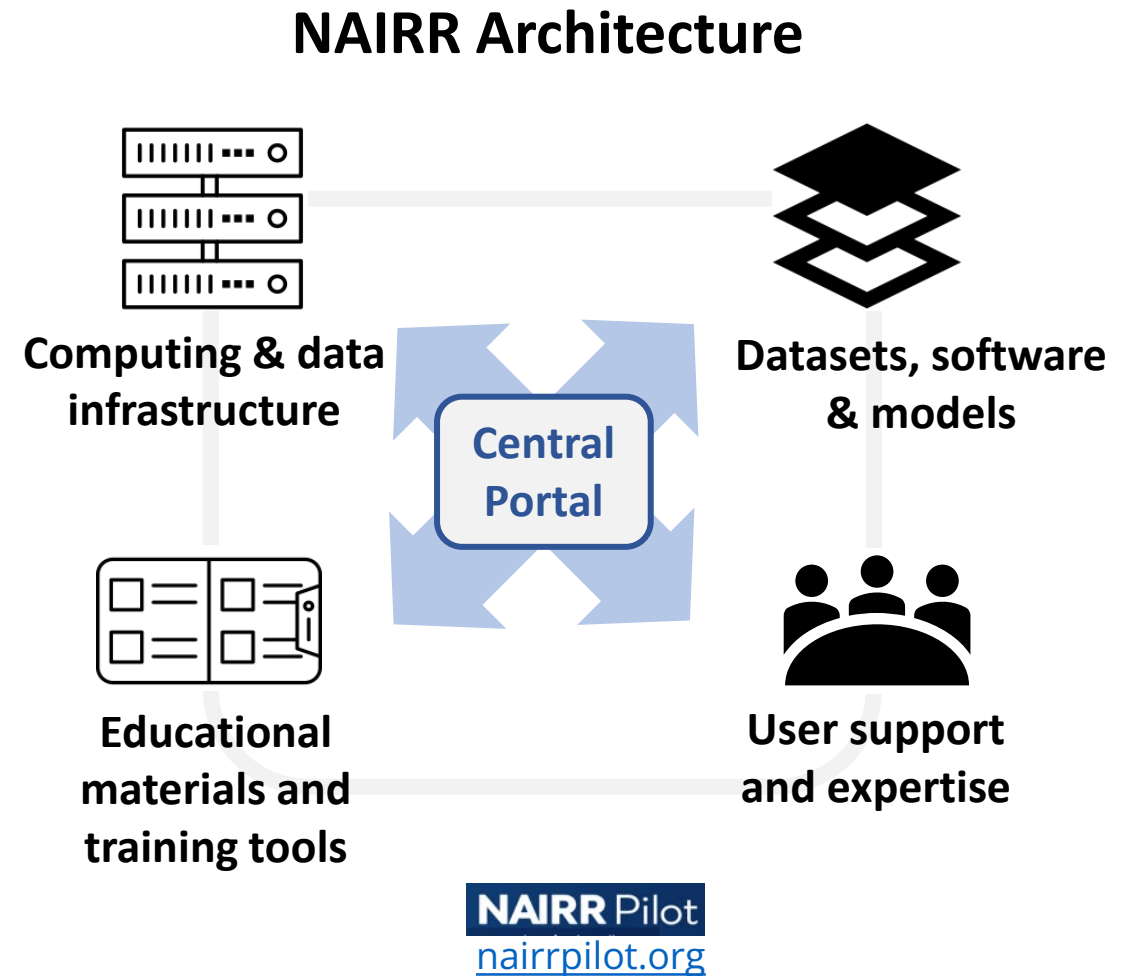 NAIRR Architecture
Computing & data
infrastructure
Datasets, software
& models
Central
Portal
Educational
materials and
training tools
User support
and expertise
NAIRR Pilot
nairrpilot.org